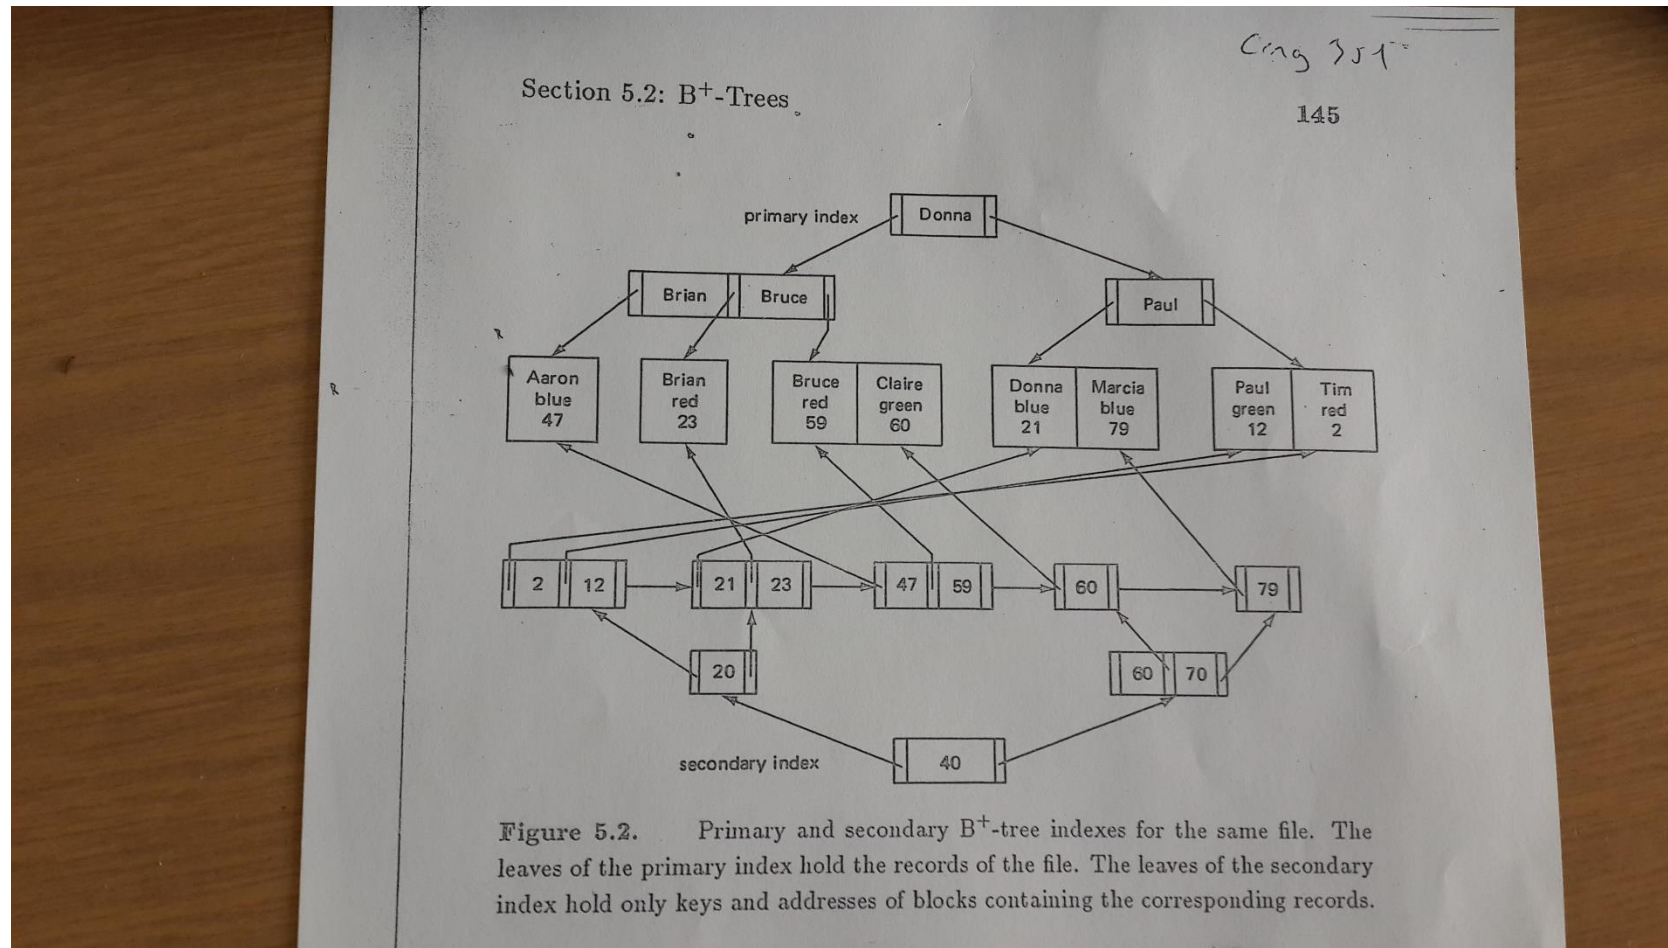 Cing 351
Section 5.2: B+-Trees
145
primary index
Donna
Brian Bruce
Paul
Aaron blue 47
Brian red 23
Bruce red 59
Claire green 60
Donna blue 21
Marcia blue 79
Paul green 12
Tim red 2
2 12
21 23
47 59
60
79
20
60 70
secondary index
40
Figure 5.2. Primary and secondary B+-tree indexes for the same file. The
leaves of the primary index hold the records of the file. The leaves of the secondary
index hold only keys and addresses of blocks containing the corresponding records.